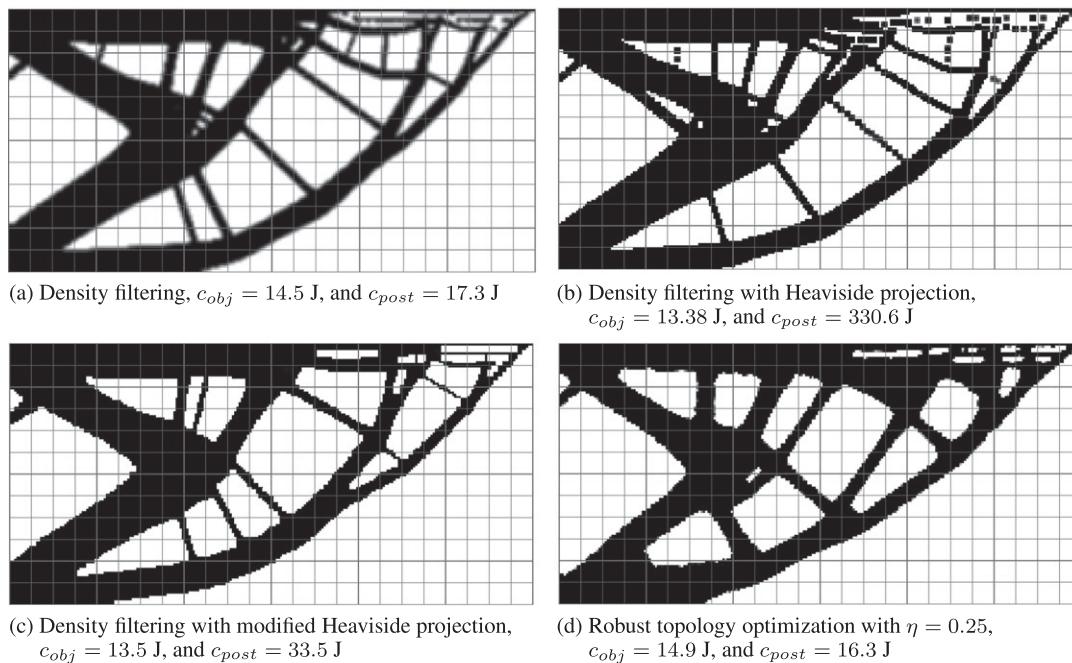 (a) Density filtering, c_obj = 14.5 J, and c_post = 17.3 J
(b) Density filtering with Heaviside projection,
c_obj = 13.38 J, and c_post = 330.6 J
(c) Density filtering with modified Heaviside projection,
c_obj = 13.5 J, and c_post = 33.5 J
(d) Robust topology optimization with η = 0.25,
c_obj = 14.9 J, and c_post = 16.3 J